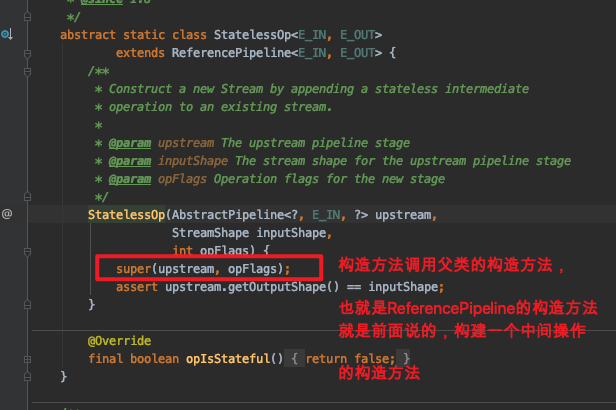 * @since 1.8
*/
abstract static class StatelessOp<E_IN, E_OUT>
extends ReferencePipeline<E_IN, E_OUT> {
/**
* Construct a new Stream by appending a stateless intermediate
* operation to an existing stream.
*
* @param upstream The upstream pipeline stage
* @param inputShape The stream shape for the upstream pipeline stage
* @param opFlags Operation flags for the new stage
*/
@
StatelessOp(AbstractPipeline<?, E_IN, ?> upstream,
StreamShape inputShape,
int opFlags) {
super(upstream, opFlags);
构造方法调用父类的构造方法，
assert upstream.getOutputShape() == inputShape;
也就是ReferencePipeline的构造方法
}
就是前面说的，构建一个中间操作
@Override
final boolean opIsStateful() { return false; }
的构造方法
}